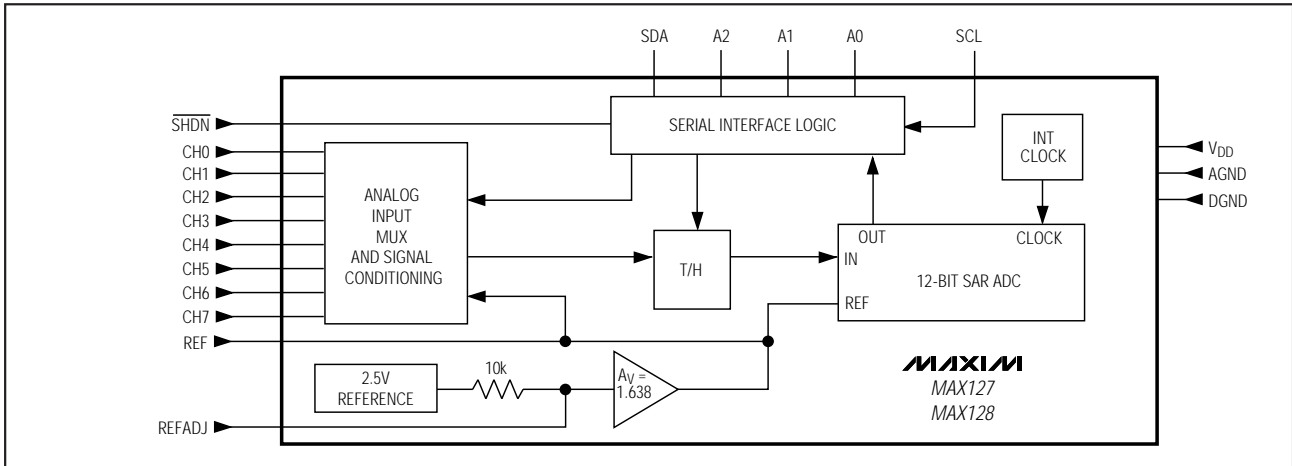 SDA A2 A1 A0 SCL
SHDN
SERIAL INTERFACE LOGIC
INT
CLOCK
VDD
AGND
DGND
CH0
CH1
CH2
CH3
CH4
CH5
CH6
CH7
REF
ANALOG
INPUT
MUX
AND SIGNAL
CONDITIONING
T/H
OUT CLOCK
IN
12-BIT SAR ADC
REF
2.5V
REFERENCE
10k
AV =
1.638
MAXIM
MAX127
MAX128
REFADJ